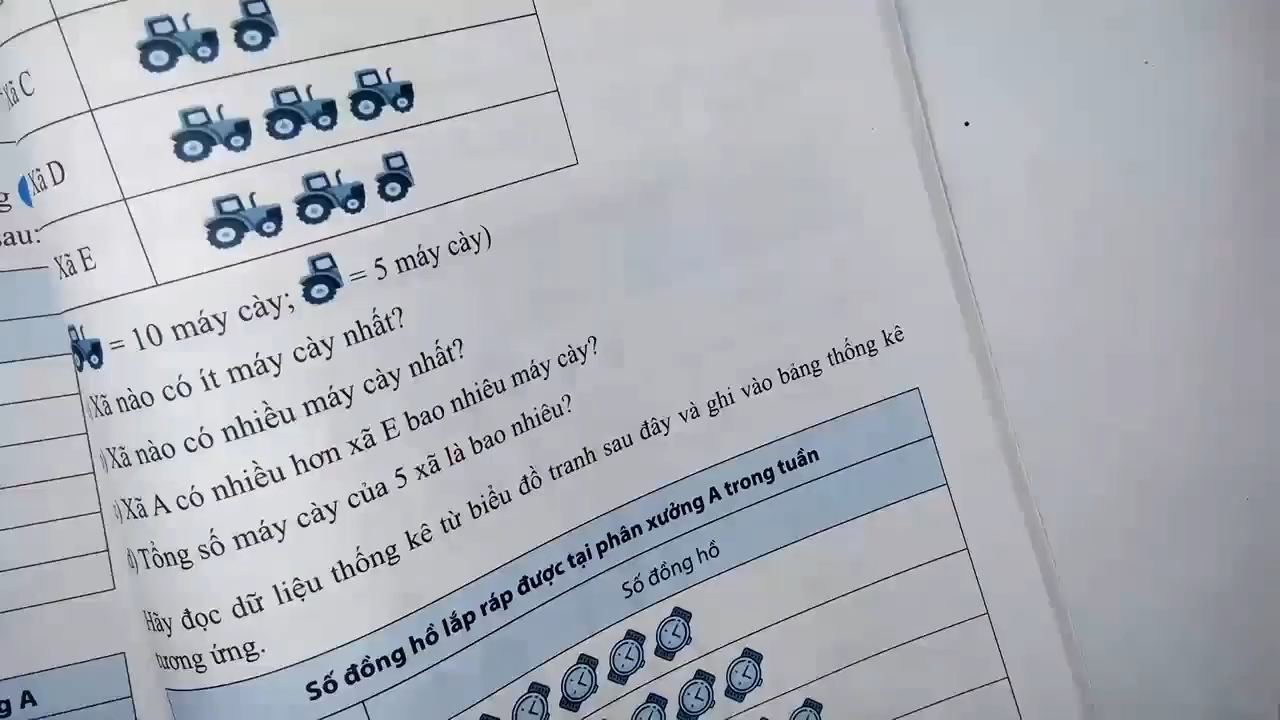 Xã C
Xã D
g
sau:
Xã E
= 10 máy cày; = 5 máy cày)
Xã nào có ít máy cày nhất?
Xã nào có nhiều máy cày nhất?
Xã A có nhiều hơn xã E bao nhiêu máy cày?
d) Tổng số máy cày của 5 xã là bao nhiêu?
Hãy đọc dữ liệu thống kê từ biểu đồ tranh sau đây và ghi vào bảng thống kê
tương ứng.
Số đồng hồ lắp ráp được tại phân xưởng A trong tuần
Số đồng hồ
g A